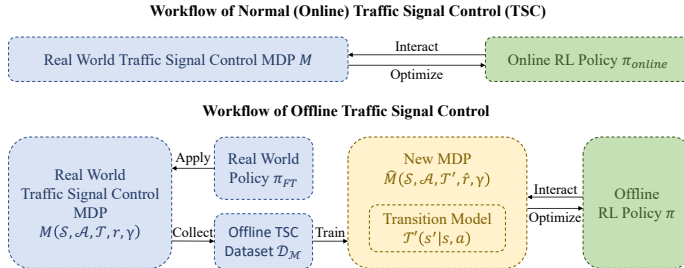 Workflow of Normal (Online) Traffic Signal Control (TSC)
Real World Traffic Signal Control MDP M
Interact
Optimize
Online RL Policy π_online
Workflow of Offline Traffic Signal Control
Real World
Traffic Signal Control
MDP
M(S, A, T, r, γ)
Apply
Real World
Policy π_FT
Collect
Offline TSC
Dataset D_M
Train
New MDP
M̂(S, A, T′, r̂, γ)
Transition Model
T′(s′|s, a)
Interact
Optimize
Offline
RL Policy π